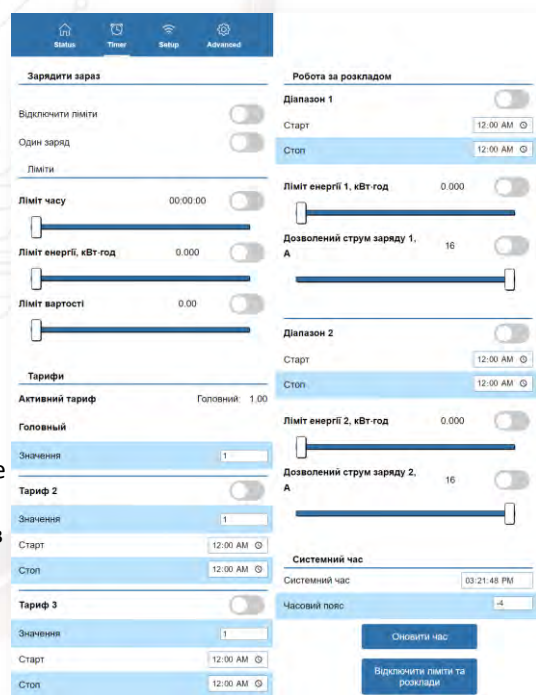 Status
Timer
Setup
Advanced
Зарядити зараз
Відключити ліміти
Один заряд
Ліміти
Ліміт часу 00:00:00
Ліміт енергії, кВт·год 0.000
Ліміт вартості 0.00
Тарифи
Активний тариф Головний: 1.00
Головный
Значення 1
Тариф 2
Значення 1
Старт 12:00 AM
Стоп 12:00 AM
Тариф 3
Значення 1
Старт 12:00 AM
Стоп 12:00 AM
е
в
Робота за розкладом
Діапазон 1
Старт 12:00 AM
Стоп 12:00 AM
Ліміт енергії 1, кВт·год 0.000
Дозволений струм заряду 1, 16
А
Діапазон 2
Старт 12:00 AM
Стоп 12:00 AM
Ліміт енергії 2, кВт·год 0.000
Дозволений струм заряду 2, 16
А
Системний час
Системний час 03:21:48 PM
Часовий пояс -4
Оновити час
Відключити ліміти та
розклади